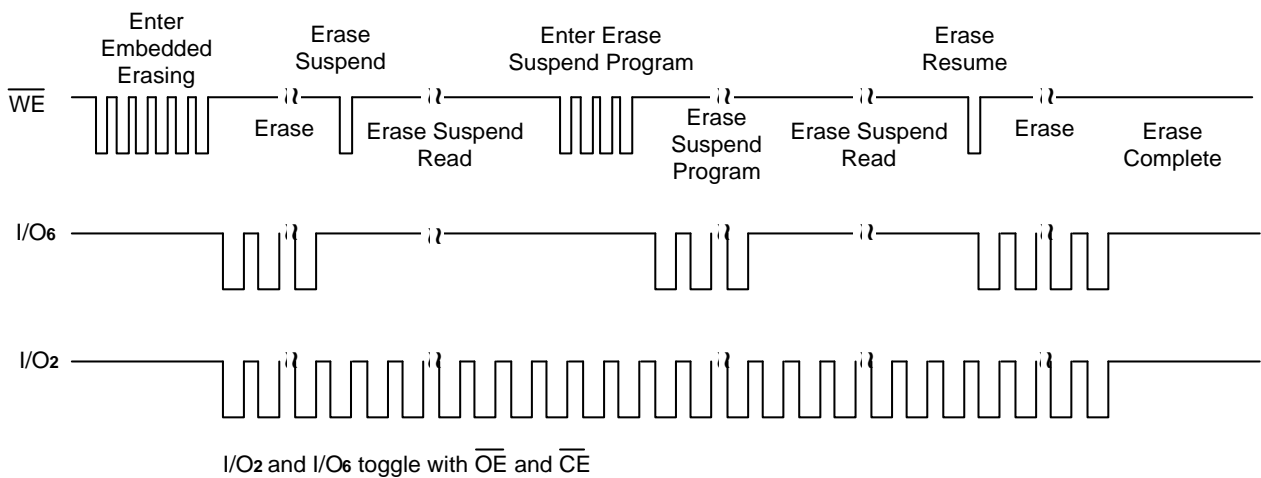 Enter
Embedded
Erasing
Erase
Suspend
Enter Erase
Suspend Program
Erase
Resume
WE
Erase
Erase Suspend
Read
Erase
Suspend
Program
Erase Suspend
Read
Erase
Erase
Complete
I/O6
I/O2
I/O2 and I/O6 toggle with OE and CE